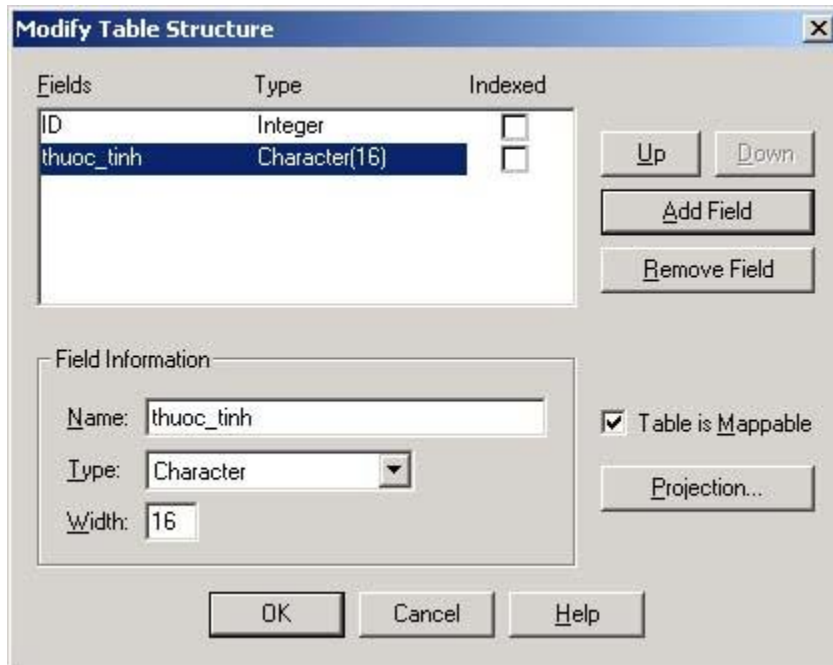 Modify Table Structure
Fields Type Indexed
ID Integer
thuoc_tinh Character(16)
Up Down
Add Field
Remove Field
Field Information
Name: thuoc_tinh
Table is Mappable
Type: Character
Projection...
Width: 16
OK Cancel Help